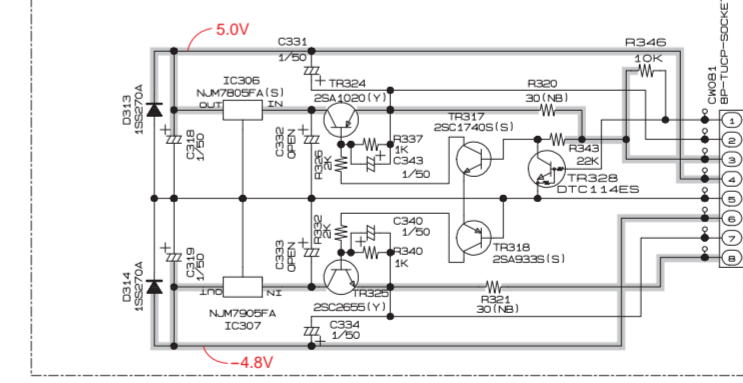 5.0V
C331
1/50
R346
10K
CW081
BP-TUCP-SOCKET
IC306
NJM7805FA(S)
OUT
IN
TR324
2SA1020(Y)
R320
30(NB)
D313
1SS270A
C318
1/50
C332
OPEN
R326
2K
R337
1K
C343
1/50
TR317
2SC1740S(S)
R343
22K
TR328
DTC114ES
1
2
3
4
5
6
7
8
C319
1/50
C333
OPEN
R332
2K
C340
1/50
R340
1K
TR318
2SA933S(S)
D314
1SS270A
OUT
IN
NJM7905FA
IC307
TR325
2SC2655(Y)
R321
30(NB)
C334
1/50
−4.8V